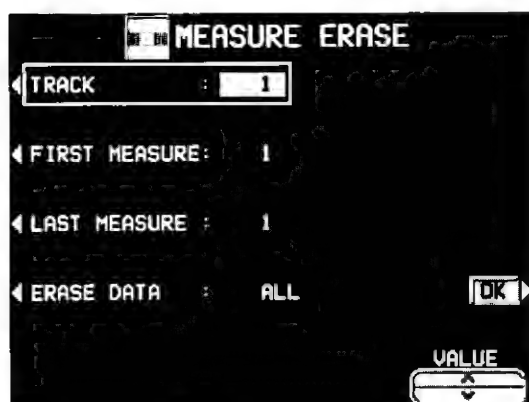 MEASURE ERASE
TRACK : 1
FIRST MEASURE: 1
LAST MEASURE : 1
ERASE DATA : ALL
OK
VALUE